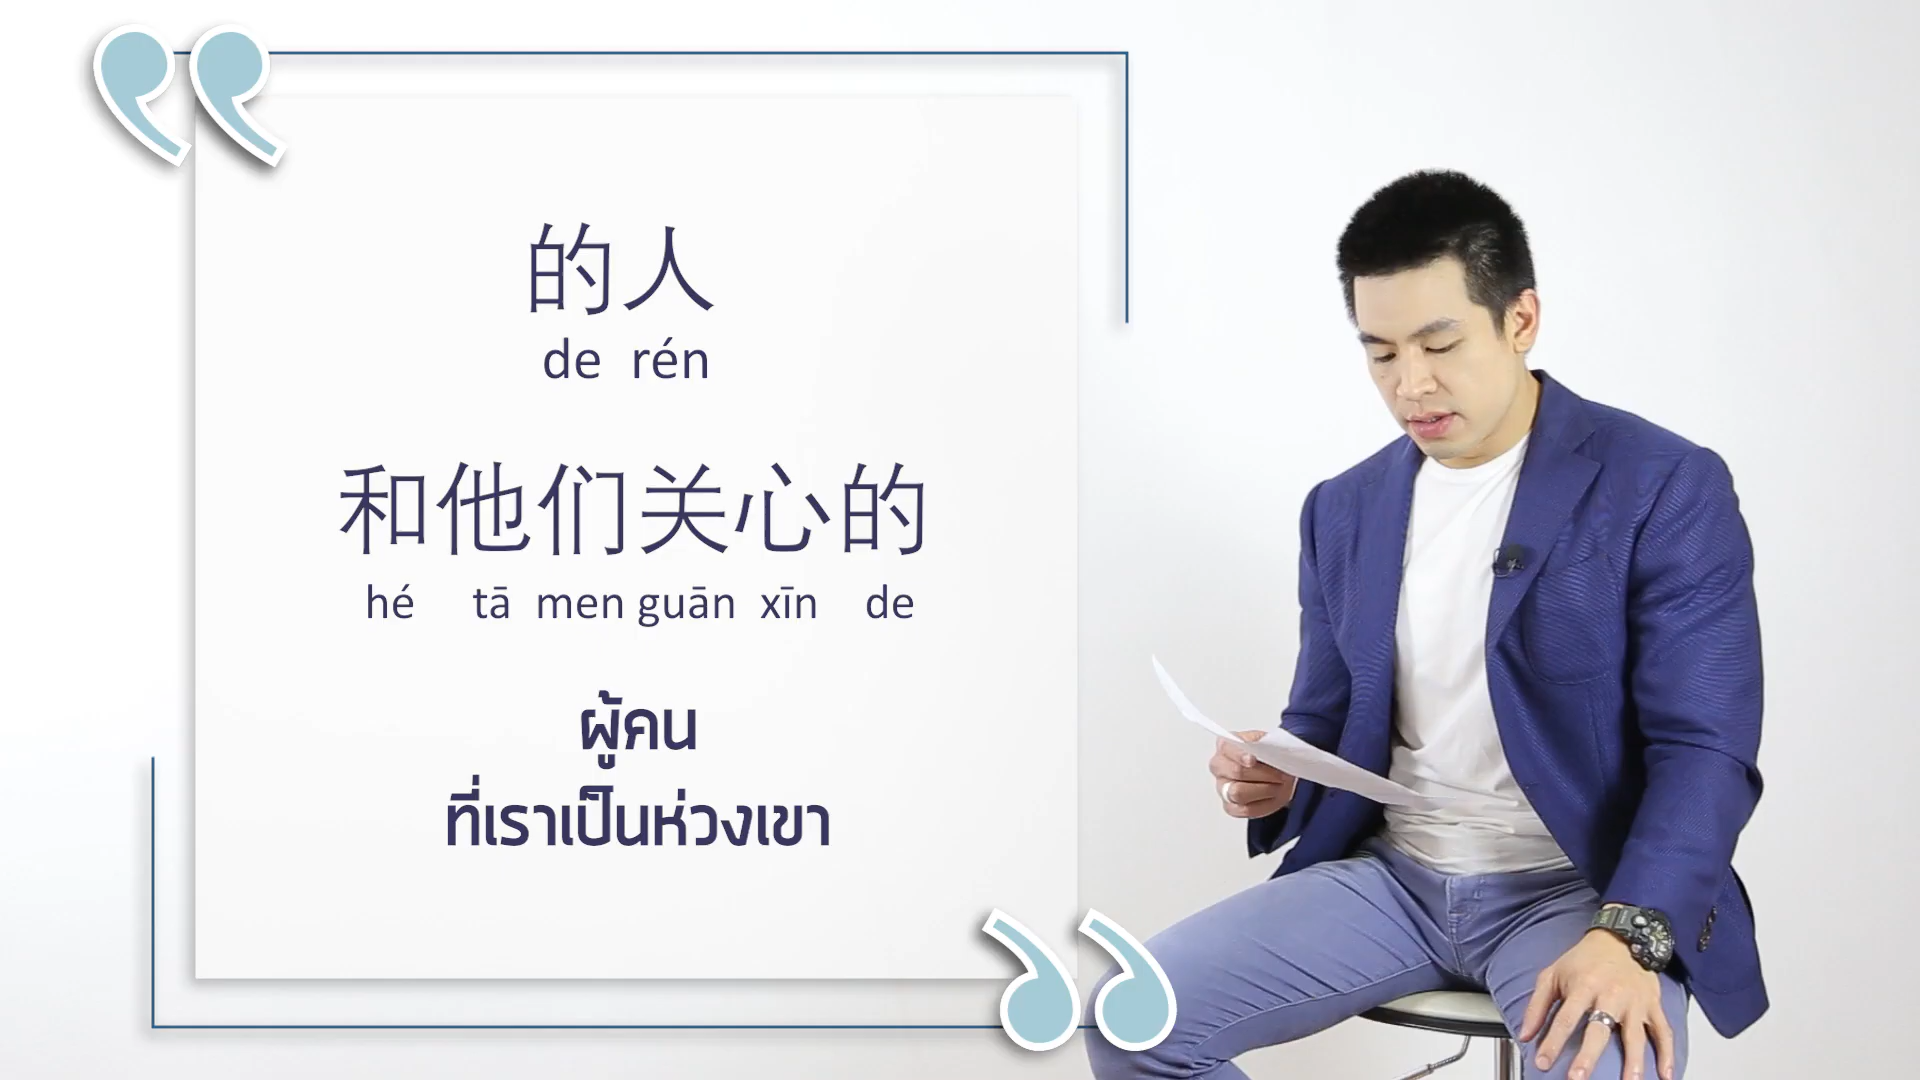 的人
de rén
和他们关心的
hé tā men guān xīn de
ผู้คน
ที่เราเป็นห่วงเขา